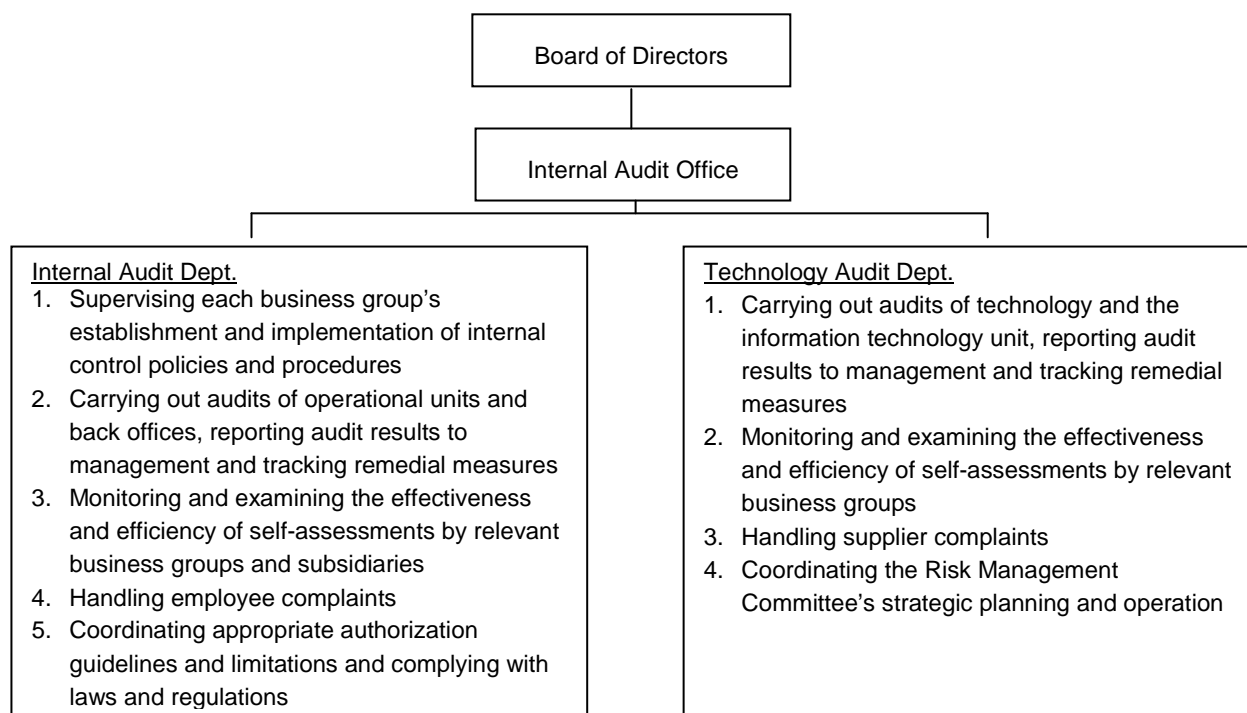 Board of Directors
Internal Audit Office
Internal Audit Dept.
1. Supervising each business group's
establishment and implementation of internal
control policies and procedures
2. Carrying out audits of operational units and
back offices, reporting audit results to
management and tracking remedial measures
3. Monitoring and examining the effectiveness
and efficiency of self-assessments by relevant
business groups and subsidiaries
4. Handling employee complaints
5. Coordinating appropriate authorization
guidelines and limitations and complying with
laws and regulations
Technology Audit Dept.
1. Carrying out audits of technology and the
information technology unit, reporting audit
results to management and tracking remedial
measures
2. Monitoring and examining the effectiveness
and efficiency of self-assessments by relevant
business groups
3. Handling supplier complaints
4. Coordinating the Risk Management
Committee's strategic planning and operation